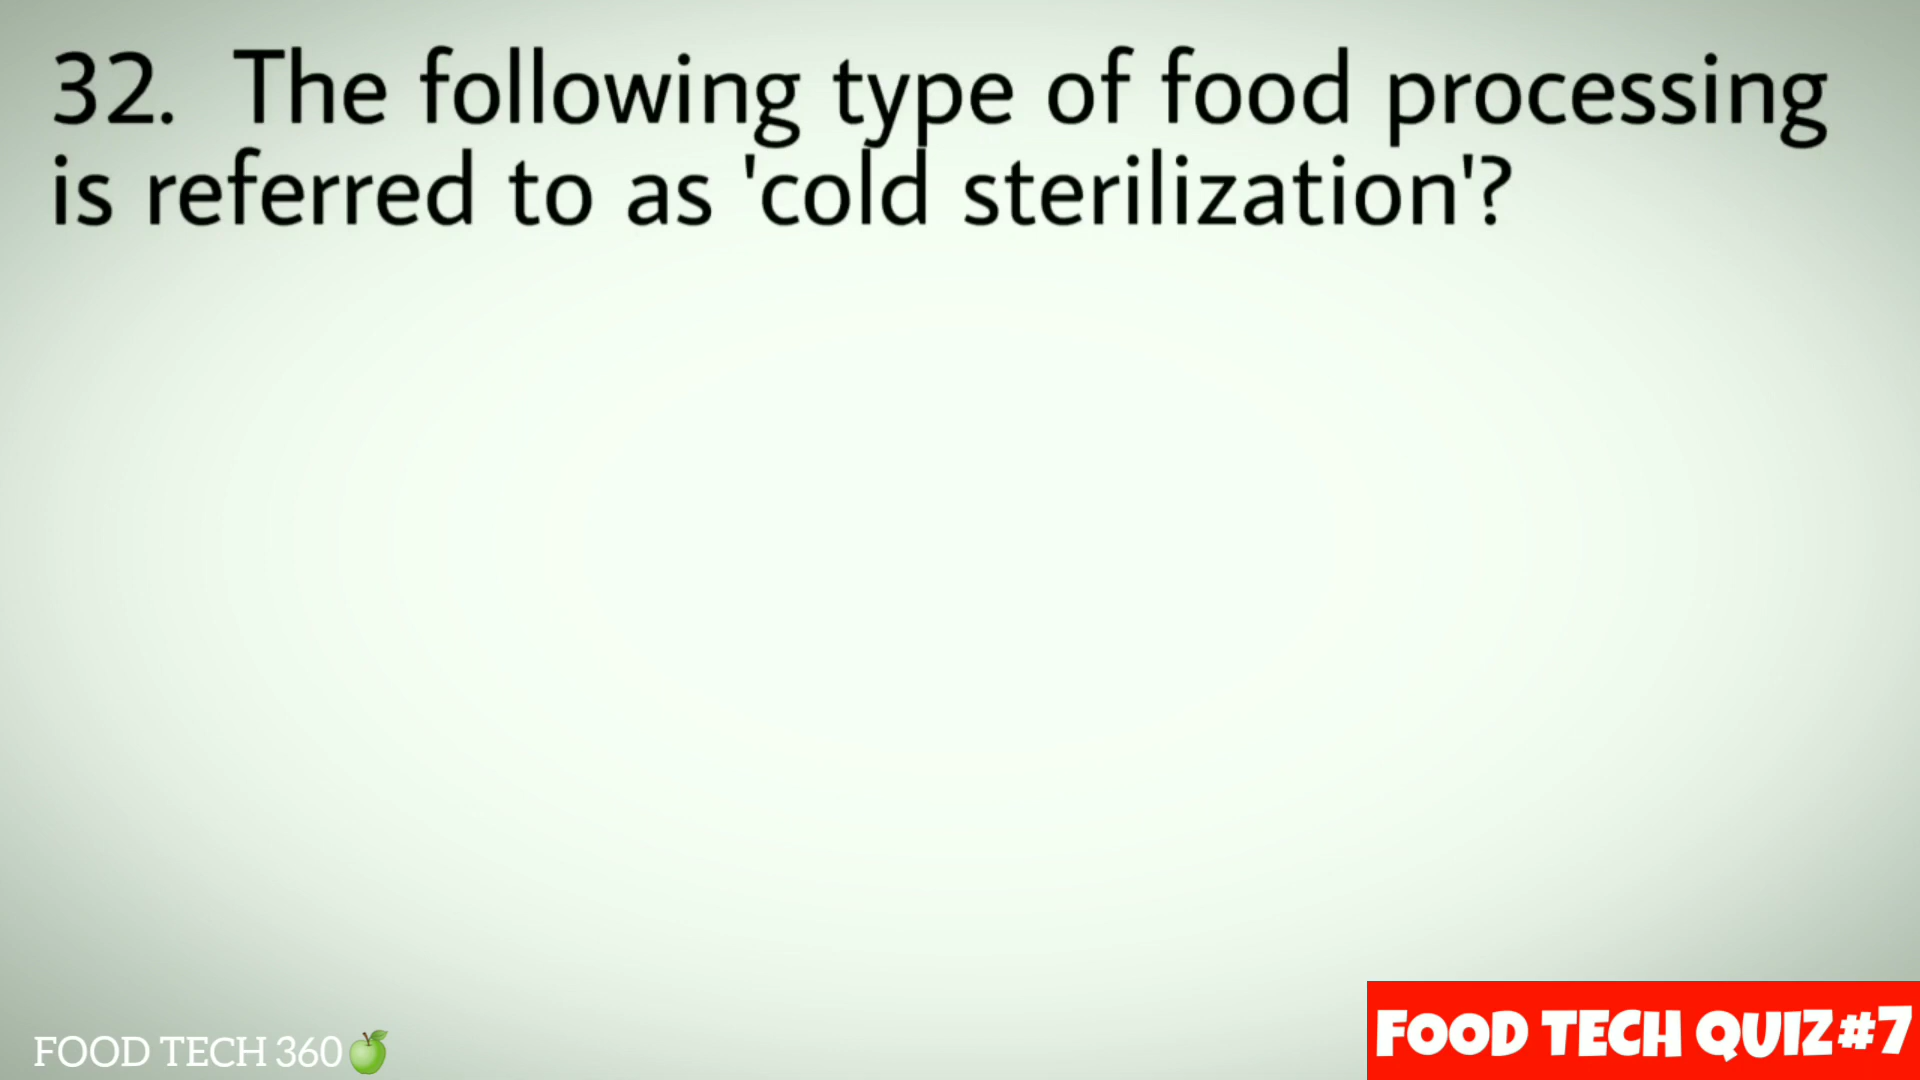 32. The following type of food processing
is referred to as 'cold sterilization'?
FOOD TECH 360
FOOD TECH QUIZ#7